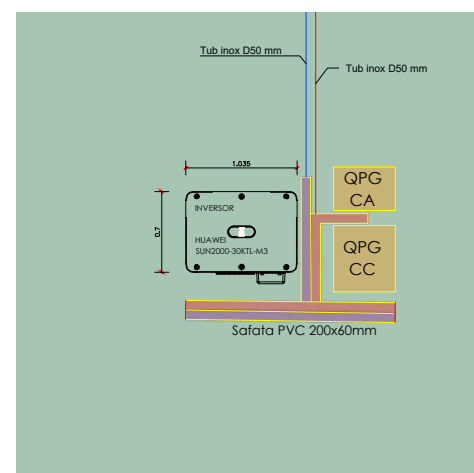 Tub inox D50 mm
Tub inox D50 mm
1.035
QPG
CA
0.7
INVERSOR
HUAWEI
SUN2000-30KTL-M3
QPG
CC
Safata PVC 200x60mm